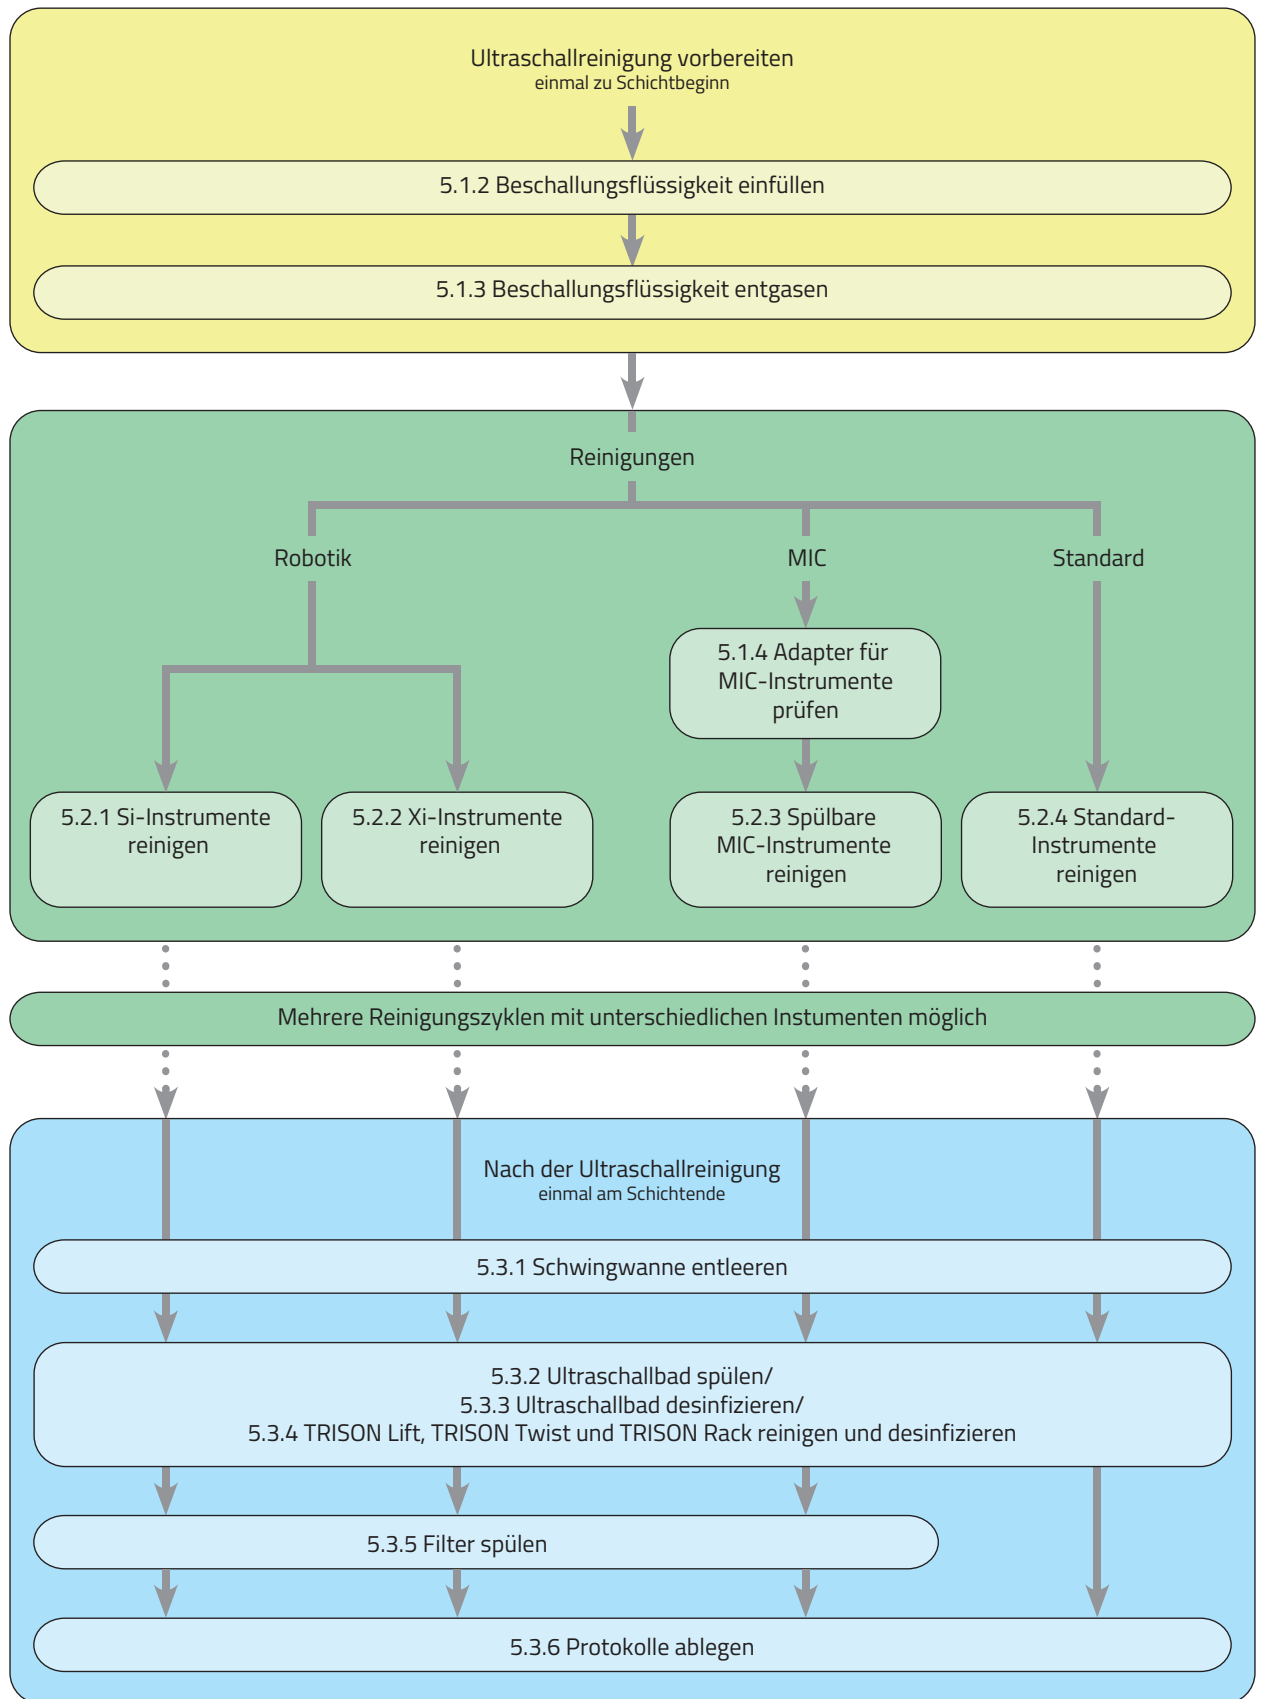 Ultraschallreinigung vorbereiten
einmal zu Schichtbeginn
5.1.2 Beschallungsflüssigkeit einfüllen
5.1.3 Beschallungsflüssigkeit entgasen
Reinigungen
Robotik
MIC
Standard
5.1.4 Adapter für
MIC-Instrumente
prüfen
5.2.1 Si-Instrumente
reinigen
5.2.2 Xi-Instrumente
reinigen
5.2.3 Spülbare
MIC-Instrumente
reinigen
5.2.4 Standard-
Instrumente
reinigen
Mehrere Reinigungszyklen mit unterschiedlichen Instumenten möglich
Nach der Ultraschallreinigung
einmal am Schichtende
5.3.1 Schwingwanne entleeren
5.3.2 Ultraschallbad spülen/
5.3.3 Ultraschallbad desinfizieren/
5.3.4 TRISON Lift, TRISON Twist und TRISON Rack reinigen und desinfizieren
5.3.5 Filter spülen
5.3.6 Protokolle ablegen